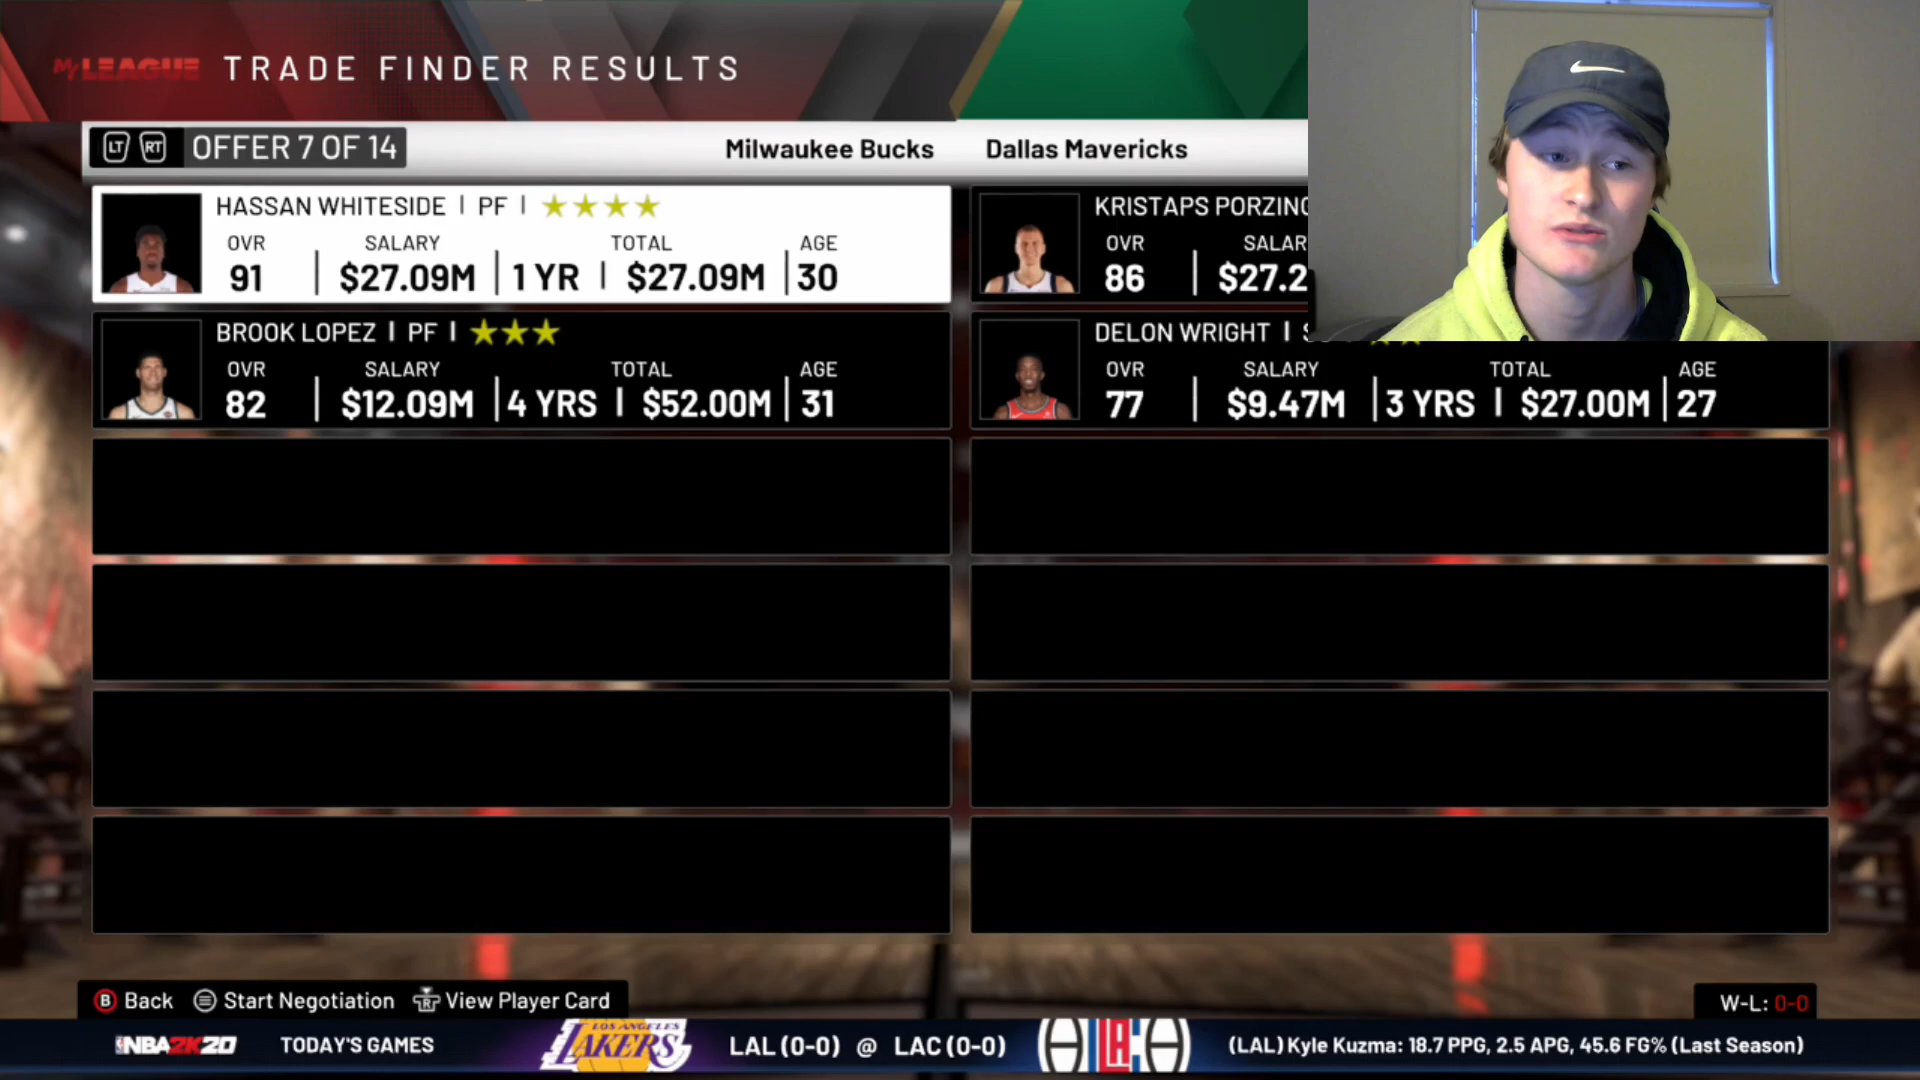 MyLEAGUE TRADE FINDER RESULTS
LT RT OFFER 7 OF 14 Milwaukee Bucks Dallas Mavericks
HASSAN WHITESIDE | PF |
OVR SALARY TOTAL AGE
91 $27.09M 1 YR $27.09M 30
BROOK LOPEZ | PF |
OVR SALARY TOTAL AGE
82 $12.09M 4 YRS $52.00M 31
KRISTAPS PORZING
OVR SALAR
86 $27.2
DELON WRIGHT |
OVR SALARY TOTAL AGE
77 $9.47M 3 YRS $27.00M 27
B Back Start Negotiation R View Player Card
W-L: 0-0
NBA2K20 TODAY'S GAMES LOS ANGELES LAKERS LAL (0-0) @ LAC (0-0) LA (LAL) Kyle Kuzma: 18.7 PPG, 2.5 APG, 45.6 FG% (Last Season)